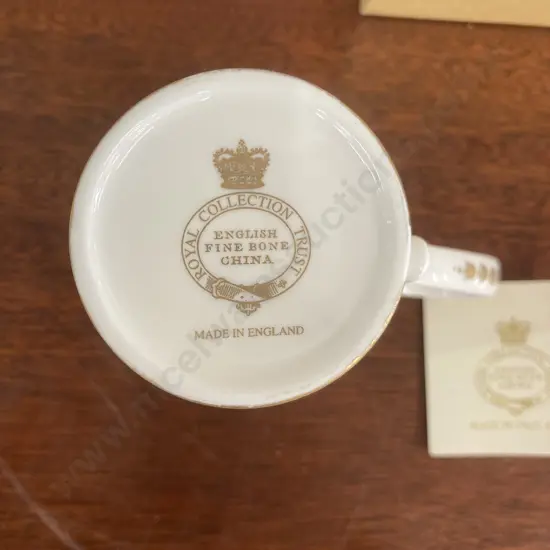 ROYAL COLLECTION TRUST
ENGLISH
FINE BONE
CHINA
MADE IN ENGLAND